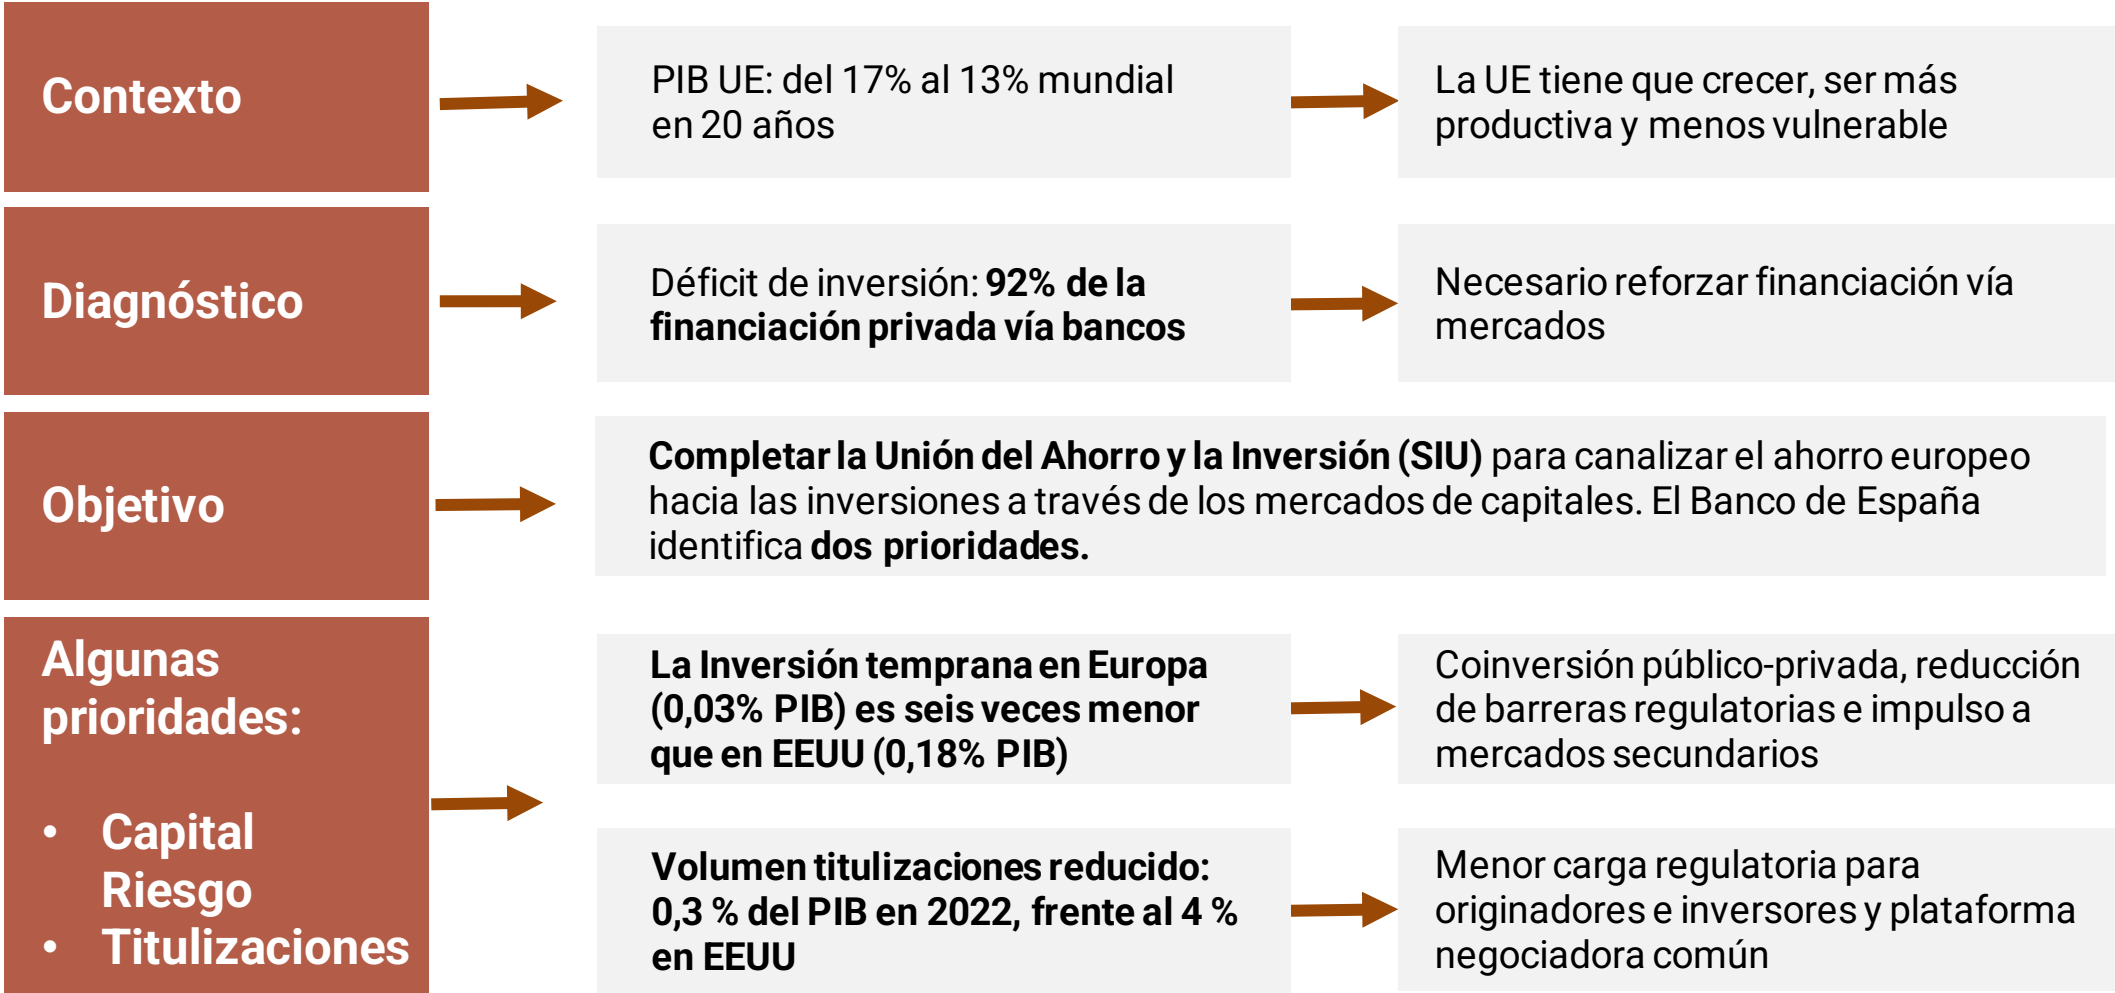 Contexto
PIB UE: del 17% al 13% mundial
en 20 años
La UE tiene que crecer, ser más
productiva y menos vulnerable
Diagnóstico
Déficit de inversión: 92% de la
financiación privada vía bancos
Necesario reforzar financiación vía
mercados
Objetivo
Completar la Unión del Ahorro y la Inversión (SIU) para canalizar el ahorro europeo
hacia las inversiones a través de los mercados de capitales. El Banco de España
identifica dos prioridades.
Algunas
prioridades:
• Capital
Riesgo
• Titulizaciones
La Inversión temprana en Europa
(0,03% PIB) es seis veces menor
que en EEUU (0,18% PIB)
Coinversión público-privada, reducción
de barreras regulatorias e impulso a
mercados secundarios
Volumen titulizaciones reducido:
0,3 % del PIB en 2022, frente al 4 %
en EEUU
Menor carga regulatoria para
originadores e inversores y plataforma
negociadora común